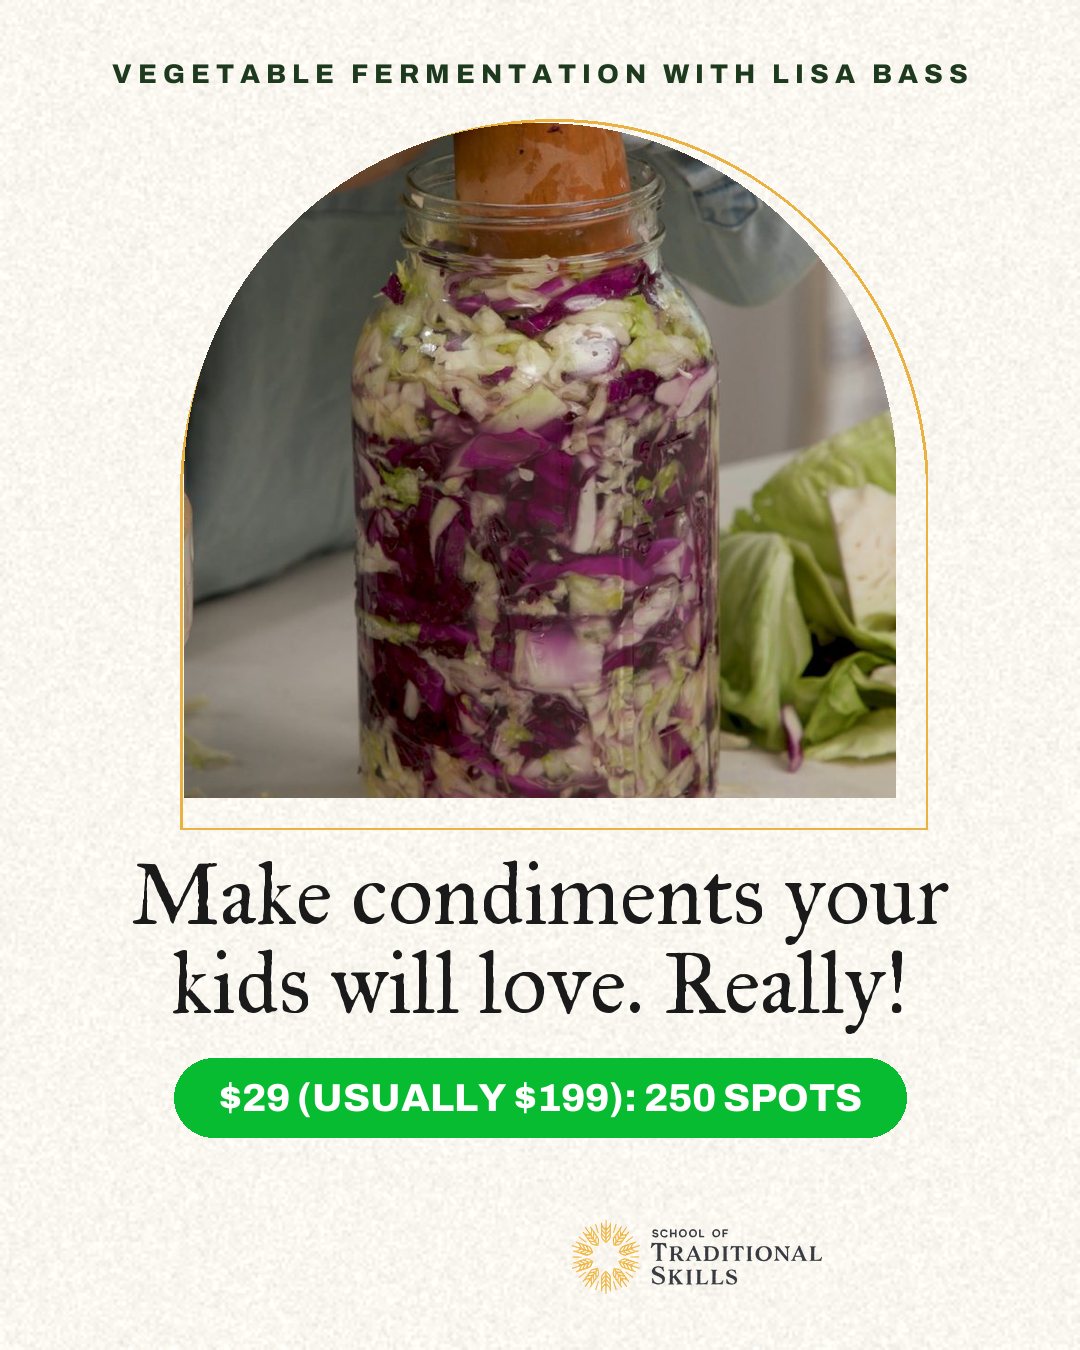 VEGETABLE FERMENTATION WITH LISA BASS
Make condiments your
kids will love. Really!
$29 (USUALLY $199): 250 SPOTS
SCHOOL OF
TRADITIONAL
SKILLS